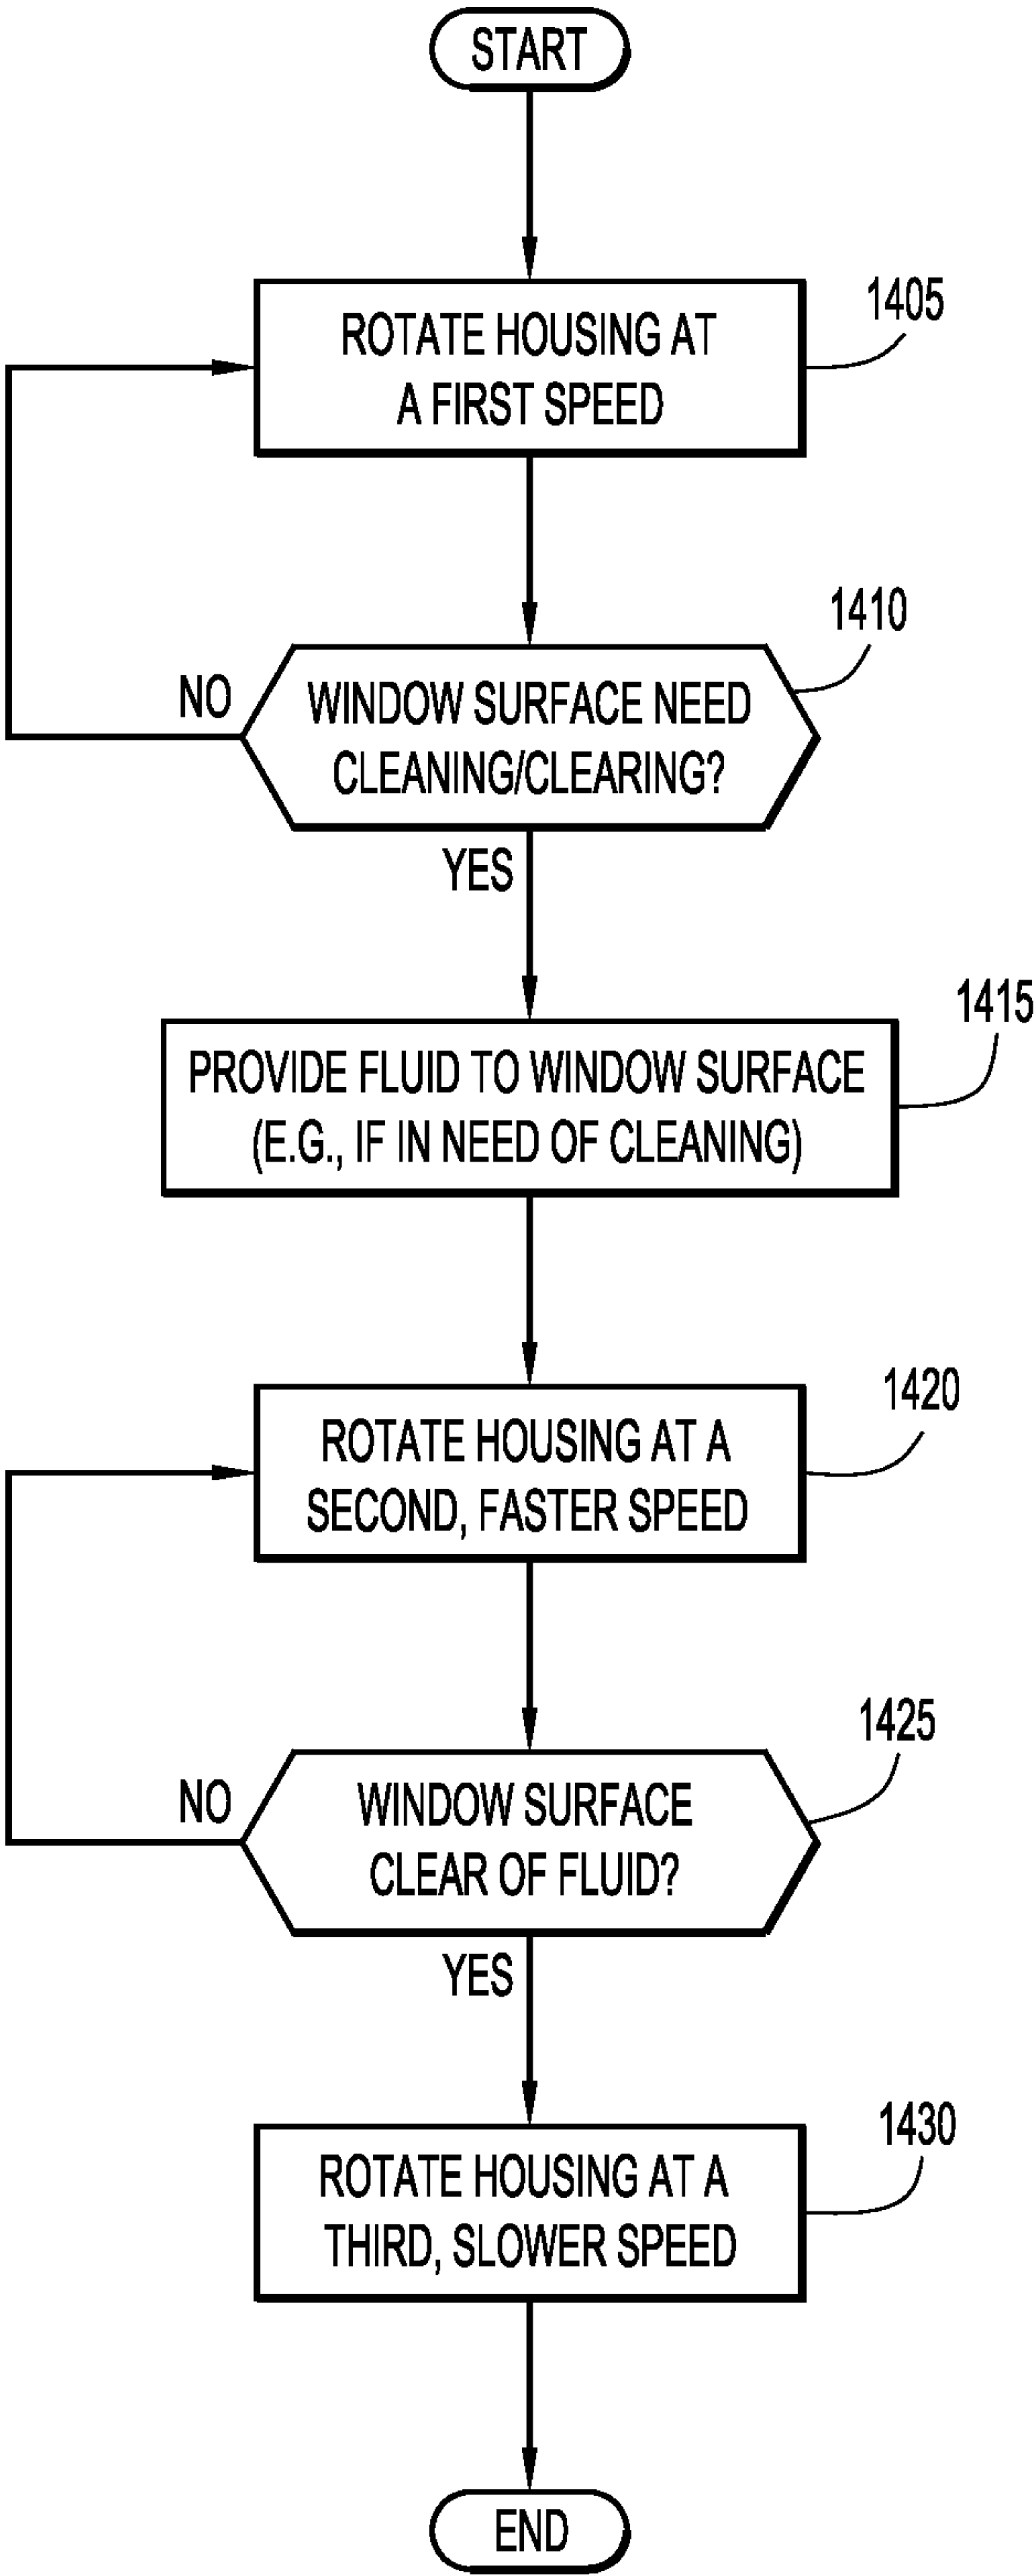 START
1405
ROTATE HOUSING AT
A FIRST SPEED
1410
NO
WINDOW SURFACE NEED
CLEANING/CLEARING?
YES
1415
PROVIDE FLUID TO WINDOW SURFACE
(E.G., IF IN NEED OF CLEANING)
1420
ROTATE HOUSING AT A
SECOND, FASTER SPEED
1425
NO
WINDOW SURFACE
CLEAR OF FLUID?
YES
1430
ROTATE HOUSING AT A
THIRD, SLOWER SPEED
END